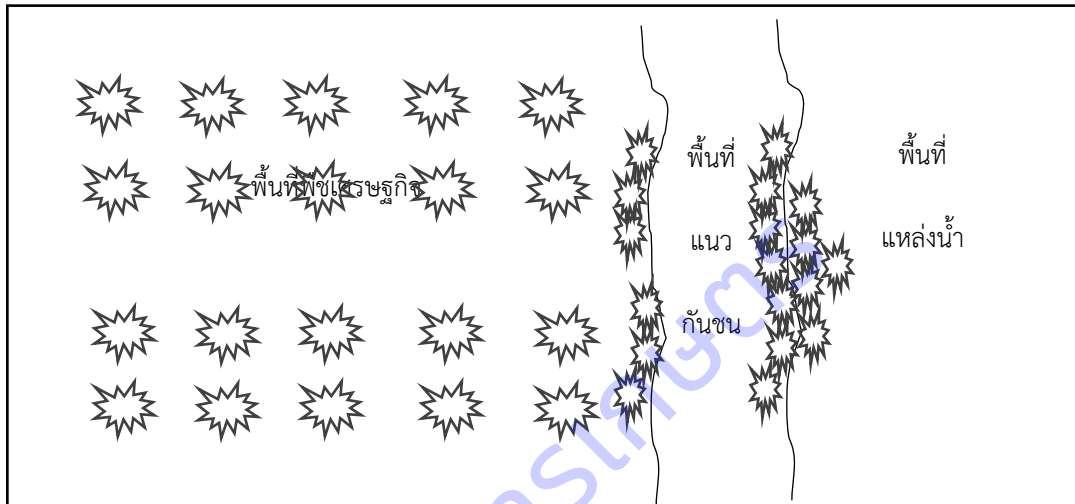 พื้นที่พืชเศรษฐกิจ
พื้นที่
แนว
กันชน
พื้นที่
แหล่งน้ำ